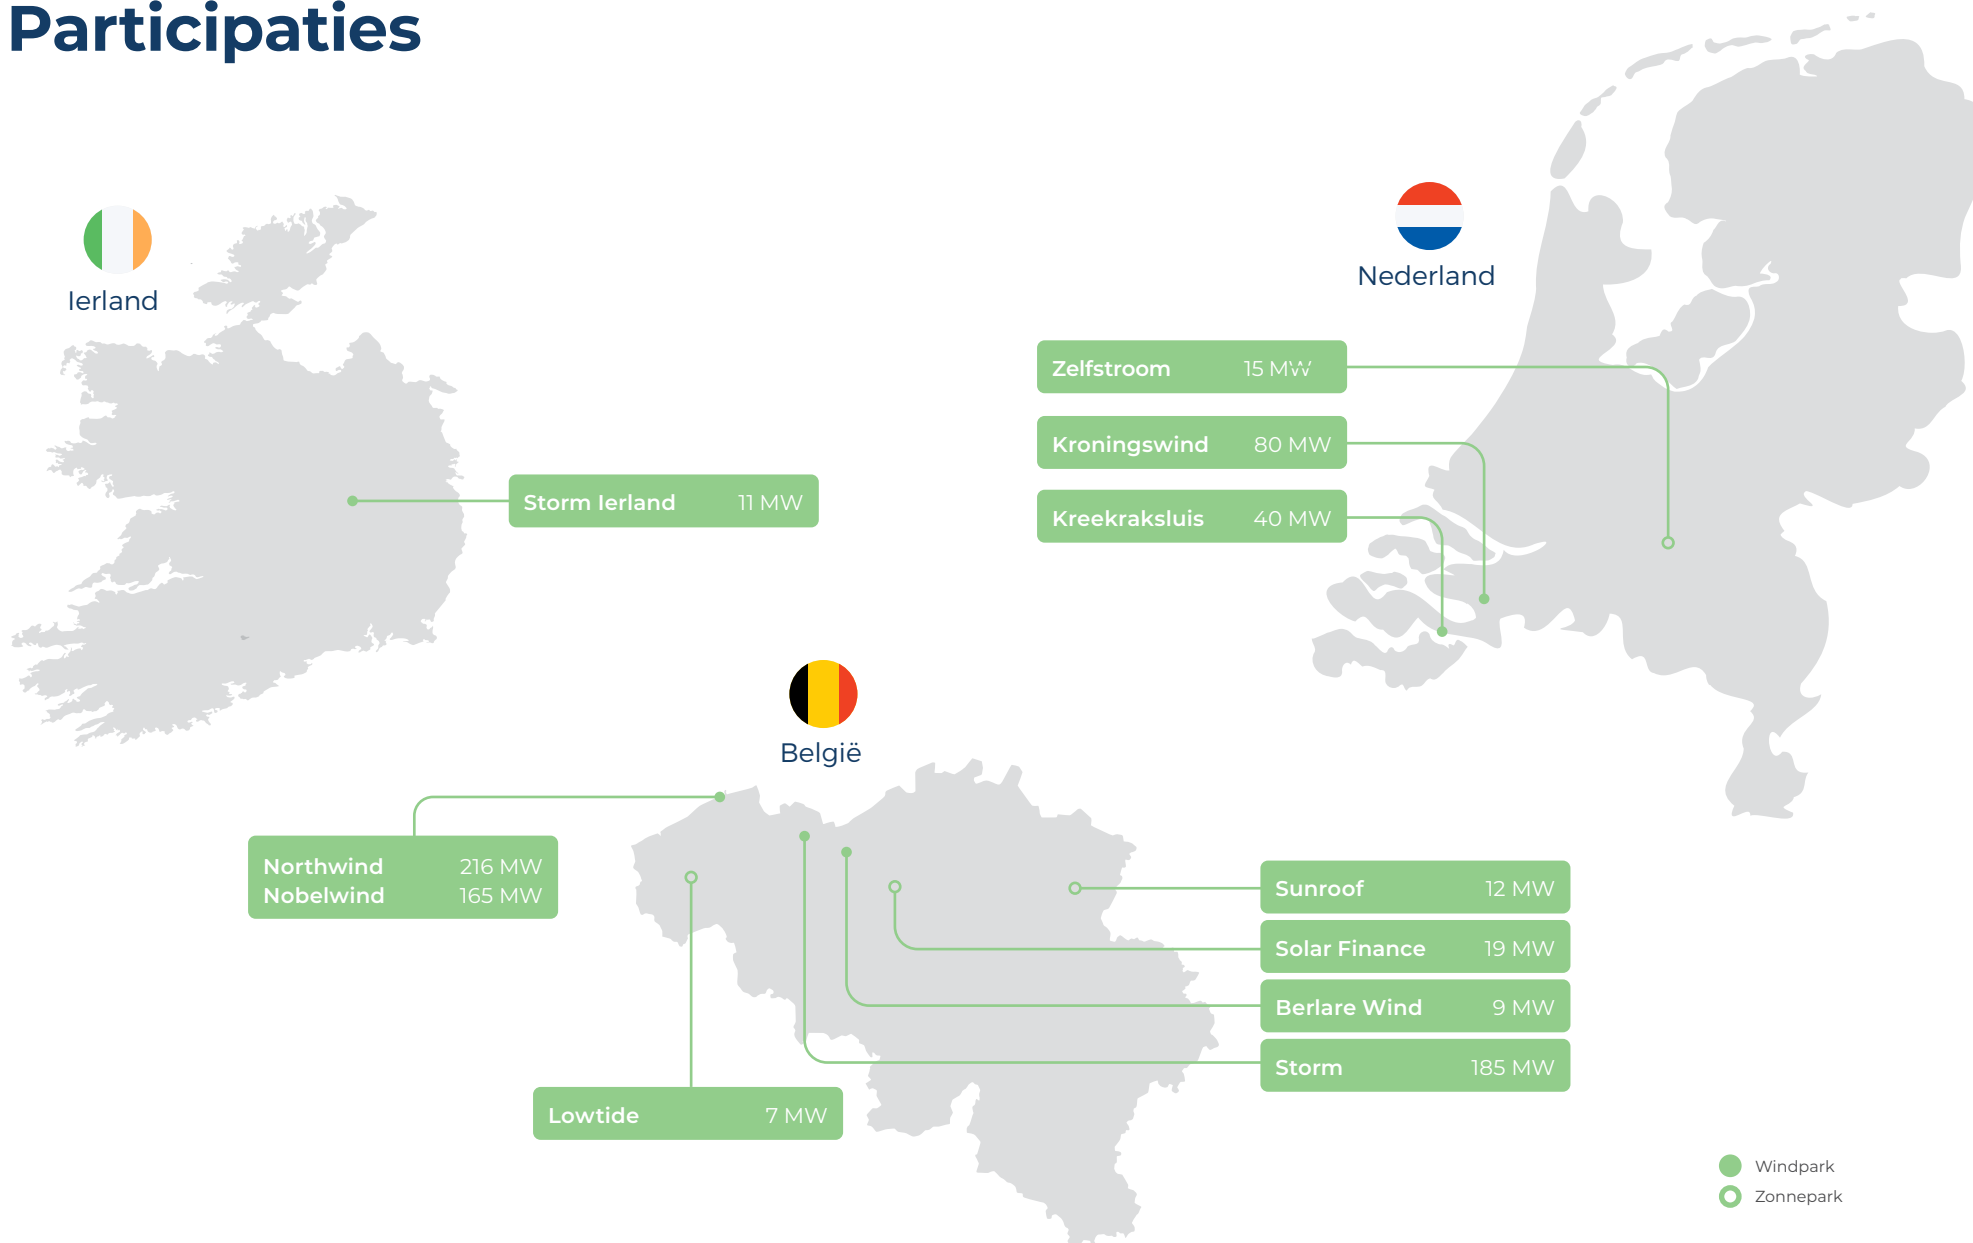 Participaties
Ierland
Storm Ierland 11 MW
Nederland
Zelfstroom 15 MW
Kroningswind 80 MW
Kreekraksluis 40 MW
België
Northwind 216 MW
Nobelwind 165 MW
Lowtide 7 MW
Sunroof 12 MW
Solar Finance 19 MW
Berlare Wind 9 MW
Storm 185 MW
Windpark
Zonnepark